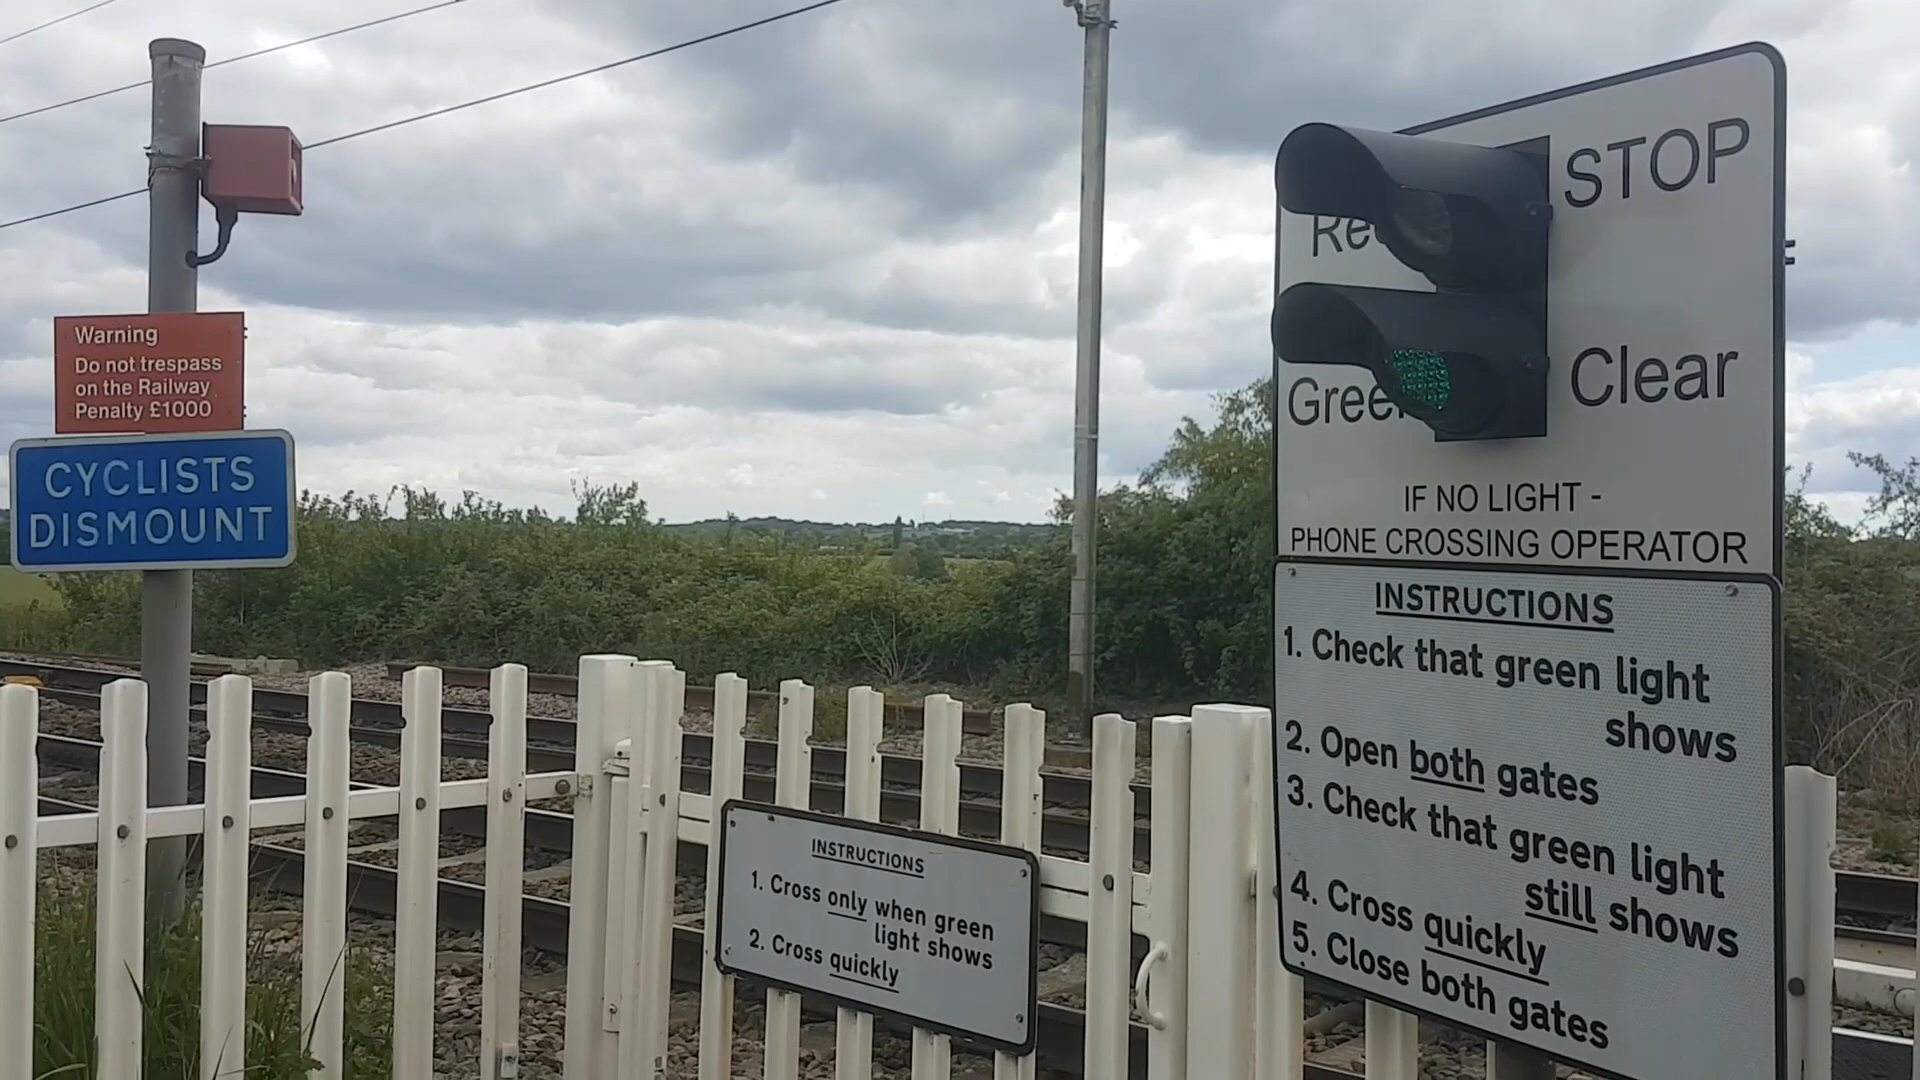 Warning
Do not trespass
on the Railway
Penalty £1000
CYCLISTS
DISMOUNT
STOP
Clear
IF NO LIGHT -
PHONE CROSSING OPERATOR
INSTRUCTIONS
1. Check that green light
shows
2. Open both gates
3. Check that green light
still shows
4. Cross quickly
5. Close both gates
INSTRUCTIONS
1. Cross only when green
light shows
2. Cross quickly